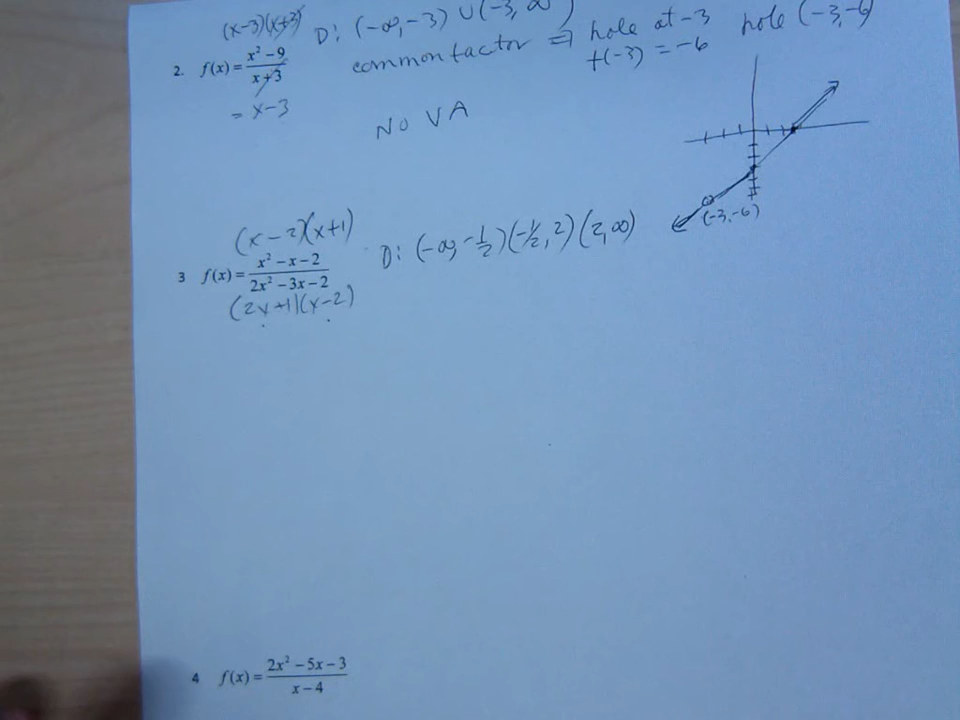 (x-3)(x+3)
D: (-∞,-3) ∪ (-3, ∞)
2. f(x) = x²-9 / x+3
= x-3
common factor ⇒ hole at -3
f(-3) = -6
hole (-3,-6)
NO VA
(-3,-6)
(x-2)(x+1)
3 f(x) = x²-x-2 / 2x²-3x-2
(2x+1)(x-2)
D: (-∞,-1/2)(-1/2, 2)(2,∞)
4 f(x) = 2x²-5x-3 / x-4